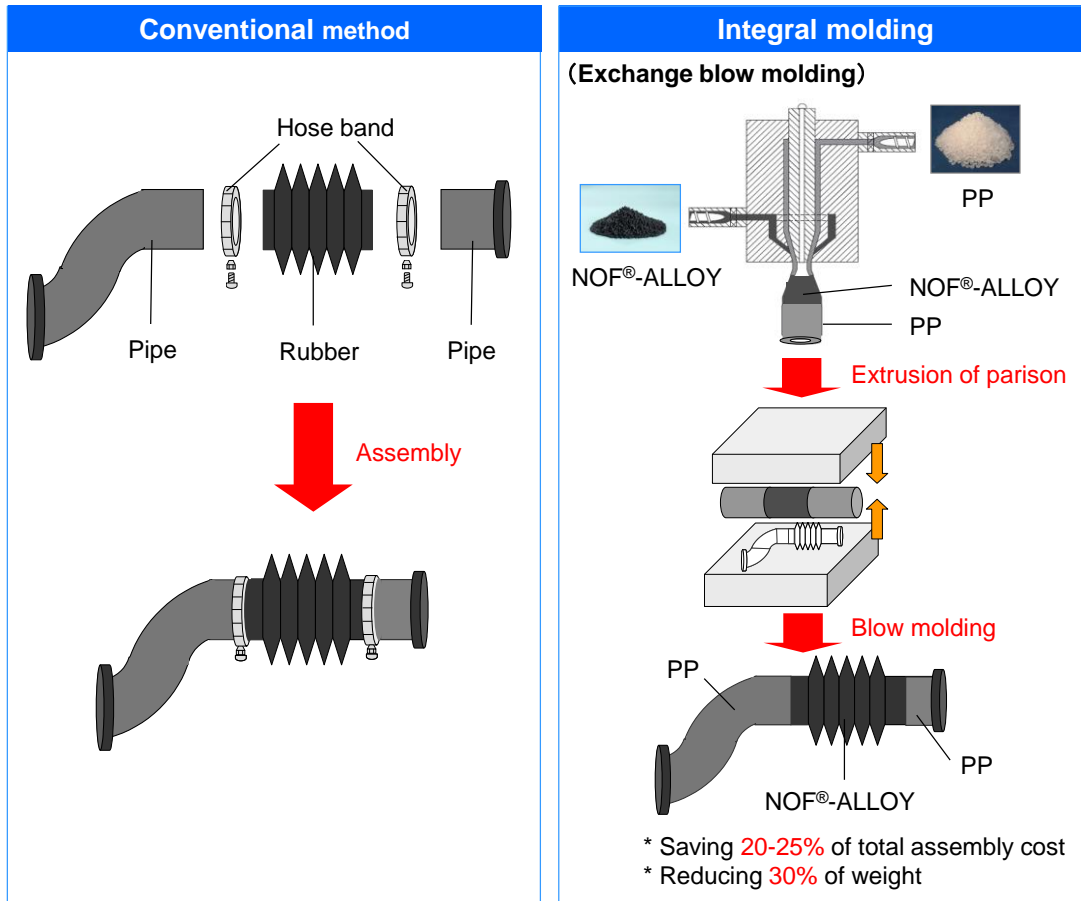 Conventional method
Hose band
Pipe
Rubber
Pipe
Assembly
Integral molding
（Exchange blow molding）
PP
NOF®-ALLOY
NOF®-ALLOY
PP
Extrusion of parison
Blow molding
PP
PP
NOF®-ALLOY
* Saving 20-25% of total assembly cost
* Reducing 30% of weight